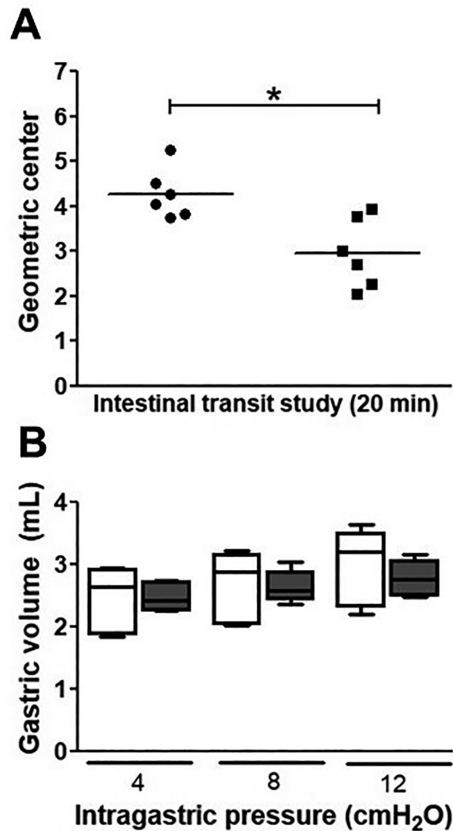 A
7
6
5
4
3
2
1
0
Geometric center
*
Intestinal transit study (20 min)
B
4
3
2
1
0
Gastric volume (mL)
4 8 12
Intragastric pressure (cmH₂O)